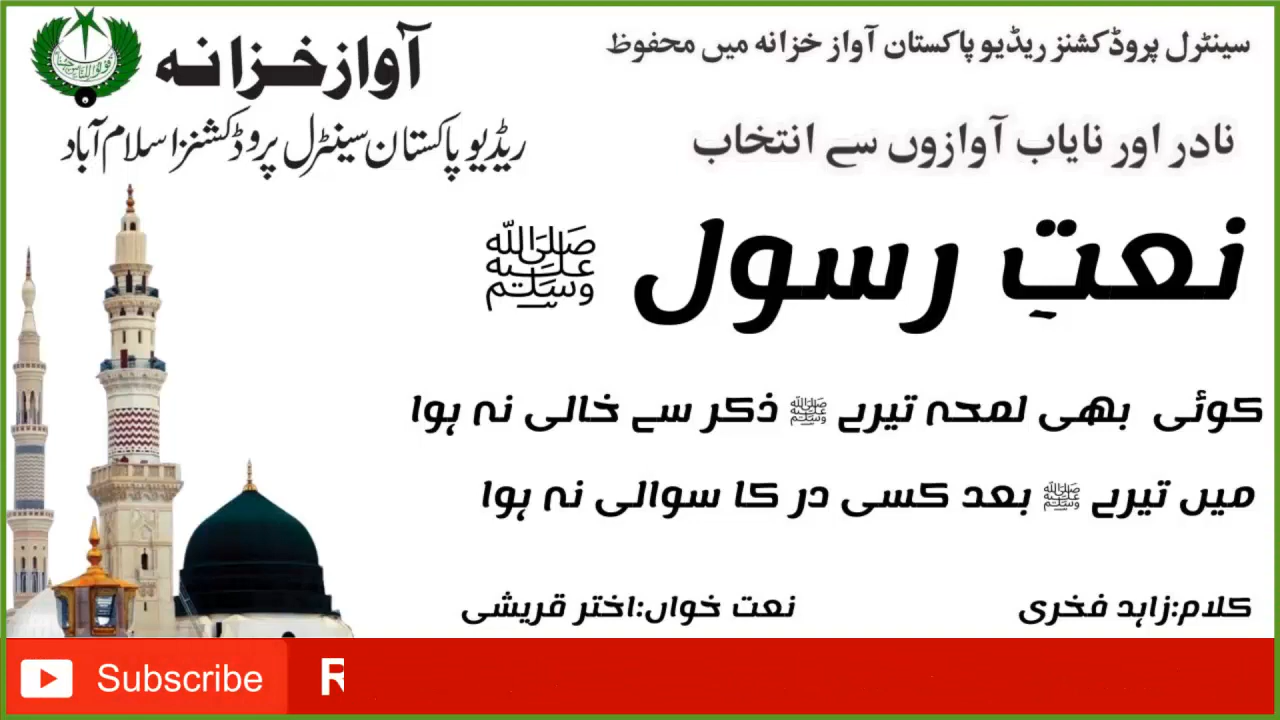 سینٹرل پروڈکشنز ریڈیو پاکستان آواز خزانہ میں محفوظ
آواز خزانہ
ریڈیو پاکستان سینٹرل پروڈکشنز اسلام آباد
نادر اور نایاب آوازوں سے انتخاب
نعتِ رسول ﷺ
کوئی بھی لمحہ تیرے ﷺ ذکر سے خالی نہ ہوا
میں تیرے ﷺ بعد کسی در کا سوالی نہ ہوا
کلام:زاہد فخری
نعت خواں:اختر قریشی
Subscribe
R